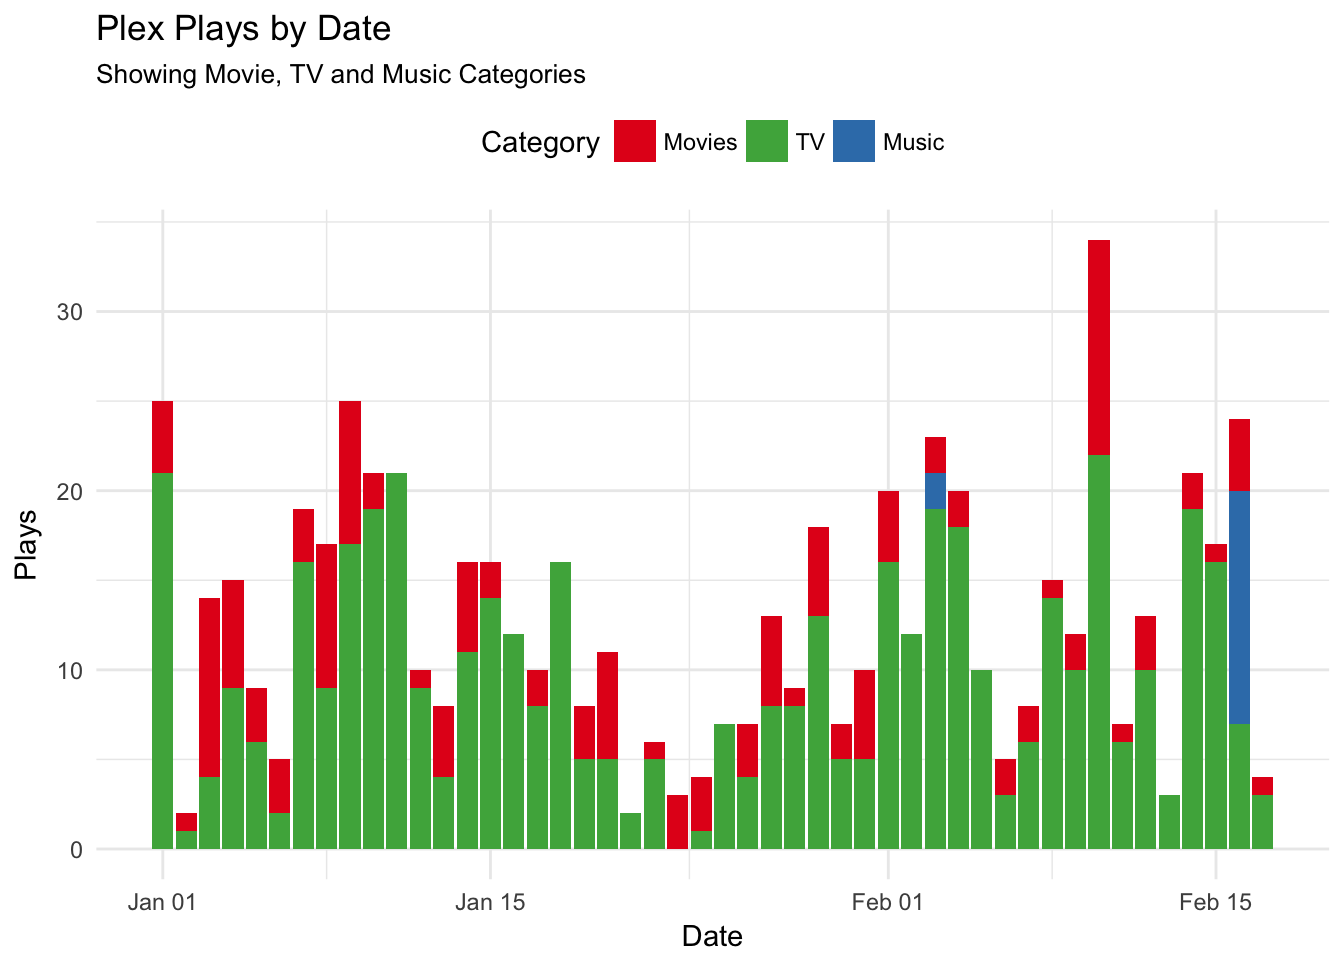 Plex Plays by Date
Showing Movie, TV and Music Categories
Category Movies TV Music
30
20
10
0
Plays
Jan 01 Jan 15 Feb 01 Feb 15
Date